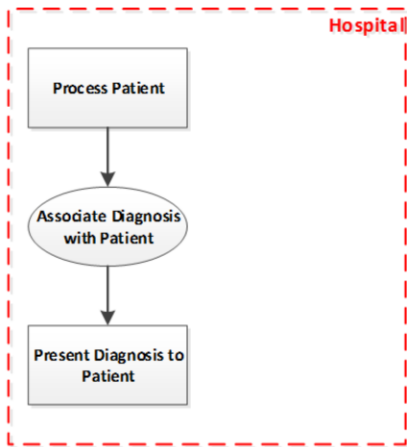 Hospital
Process Patient
Associate Diagnosis
with Patient
Present Diagnosis to
Patient